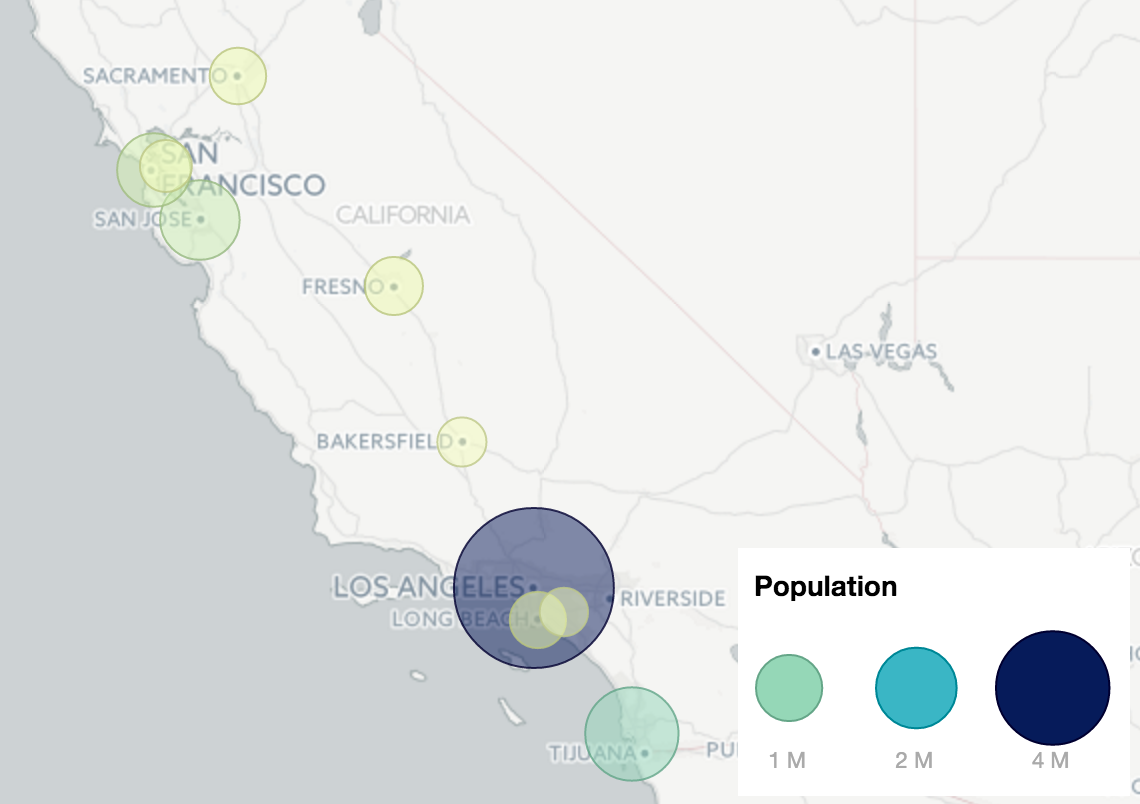 SACRAMENTO
SAN
FRANCISCO
SAN JOSE
CALIFORNIA
FRESNO
LAS VEGAS
BAKERSFIELD
LOS ANGELES
RIVERSIDE
LONG BEACH
TIJUANA
Population
1 M
2 M
4 M